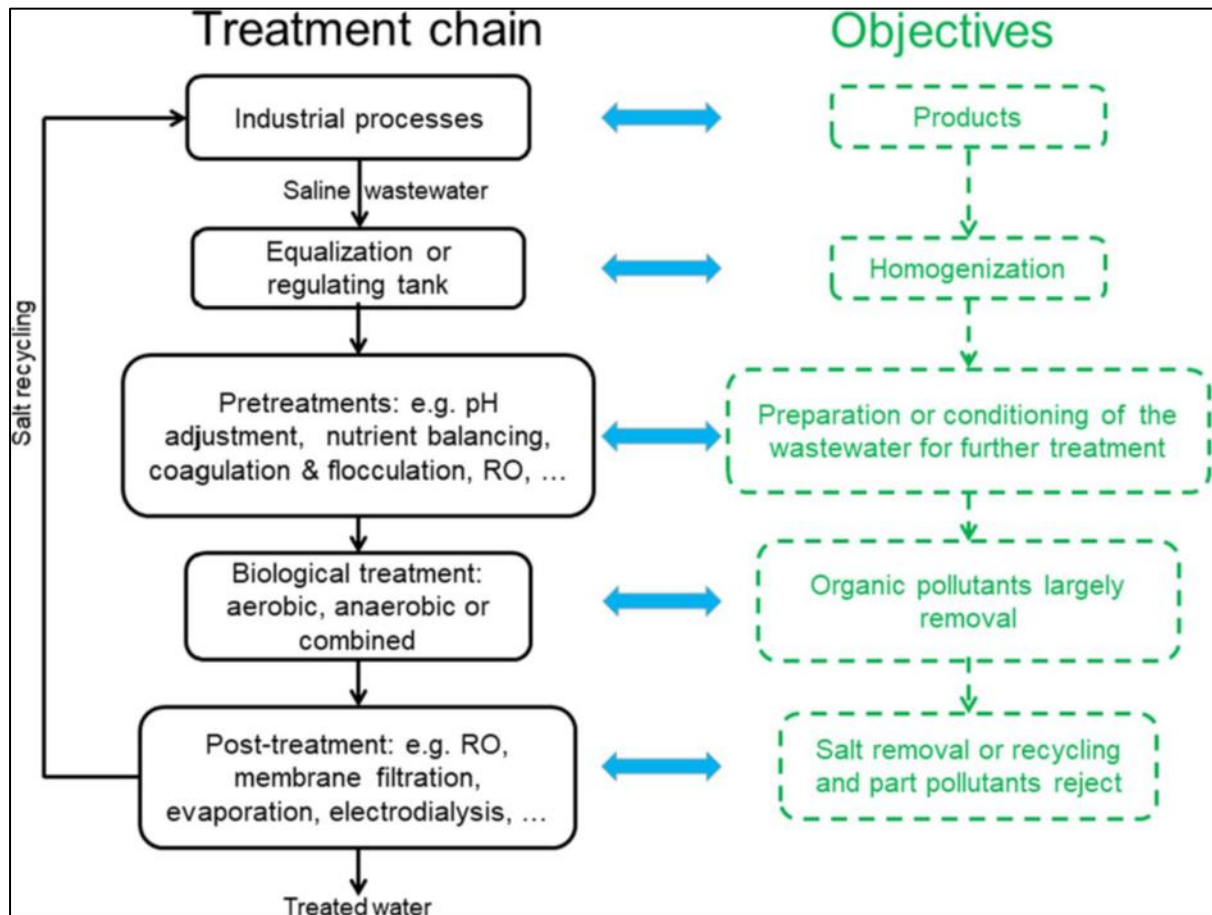 Treatment chain
Objectives
Industrial processes
Products
Saline wastewater
Equalization or
regulating tank
Homogenization
Salt recycling
Pretreatments: e.g. pH
adjustment, nutrient balancing,
coagulation & flocculation, RO, …
Preparation or conditioning of the
wastewater for further treatment
Biological treatment:
aerobic, anaerobic or
combined
Organic pollutants largely
removal
Post-treatment: e.g. RO,
membrane filtration,
evaporation, electrodialysis, …
Salt removal or recycling
and part pollutants reject
Treated water